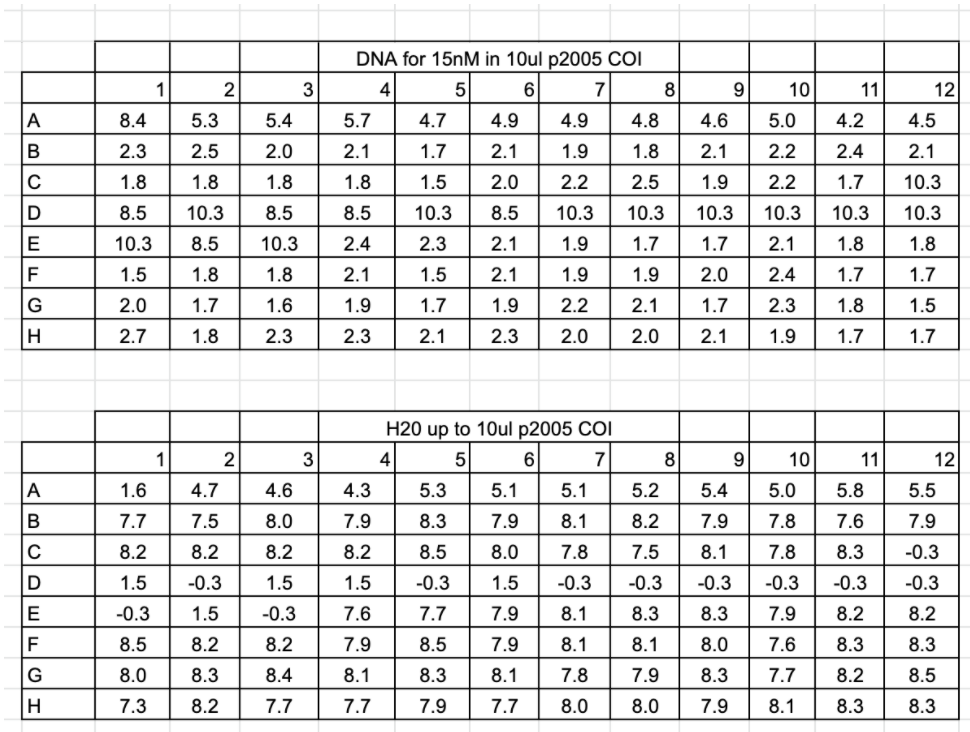 DNA for 15nM in 10ul p2005 COI
1 2 3 4 5 6 7 8 9 10 11 12
A 8.4 5.3 5.4 5.7 4.7 4.9 4.9 4.8 4.6 5.0 4.2 4.5
B 2.3 2.5 2.0 2.1 1.7 2.1 1.9 1.8 2.1 2.2 2.4 2.1
C 1.8 1.8 1.8 1.8 1.5 2.0 2.2 2.5 1.9 2.2 1.7 10.3
D 8.5 10.3 8.5 8.5 10.3 8.5 10.3 10.3 10.3 10.3 10.3 10.3
E 10.3 8.5 10.3 2.4 2.3 2.1 1.9 1.7 1.7 2.1 1.8 1.8
F 1.5 1.8 1.8 2.1 1.5 2.1 1.9 1.9 2.0 2.4 1.7 1.7
G 2.0 1.7 1.6 1.9 1.7 1.9 2.2 2.1 1.7 2.3 1.8 1.5
H 2.7 1.8 2.3 2.3 2.1 2.3 2.0 2.0 2.1 1.9 1.7 1.7
H20 up to 10ul p2005 COI
1 2 3 4 5 6 7 8 9 10 11 12
A 1.6 4.7 4.6 4.3 5.3 5.1 5.1 5.2 5.4 5.0 5.8 5.5
B 7.7 7.5 8.0 7.9 8.3 7.9 8.1 8.2 7.9 7.8 7.6 7.9
C 8.2 8.2 8.2 8.2 8.5 8.0 7.8 7.5 8.1 7.8 8.3 -0.3
D 1.5 -0.3 1.5 1.5 -0.3 1.5 -0.3 -0.3 -0.3 -0.3 -0.3 -0.3
E -0.3 1.5 -0.3 7.6 7.7 7.9 8.1 8.3 8.3 7.9 8.2 8.2
F 8.5 8.2 8.2 7.9 8.5 7.9 8.1 8.1 8.0 7.6 8.3 8.3
G 8.0 8.3 8.4 8.1 8.3 8.1 7.8 7.9 8.3 7.7 8.2 8.5
H 7.3 8.2 7.7 7.7 7.9 7.7 8.0 8.0 7.9 8.1 8.3 8.3